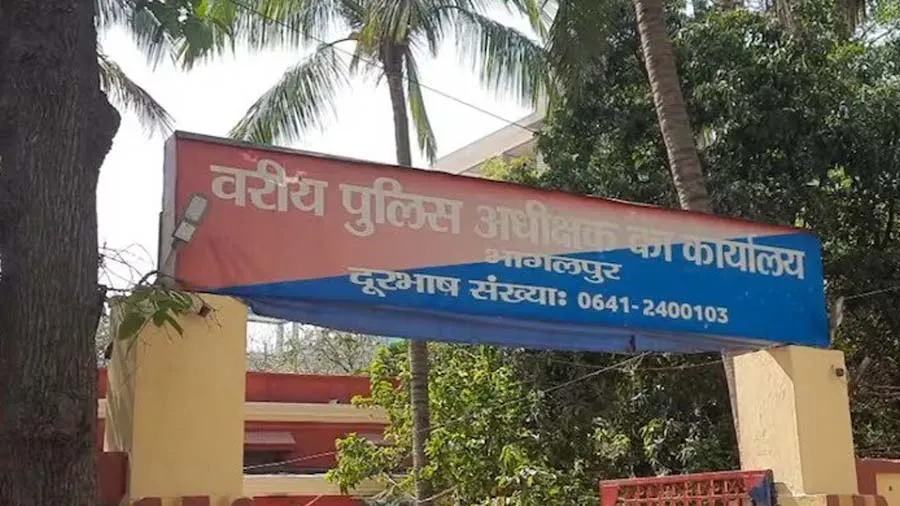 वरीय पुलिस अधीक्षक का कार्यालय
भागलपुर
दूरभाष संख्याः 0641-2400103